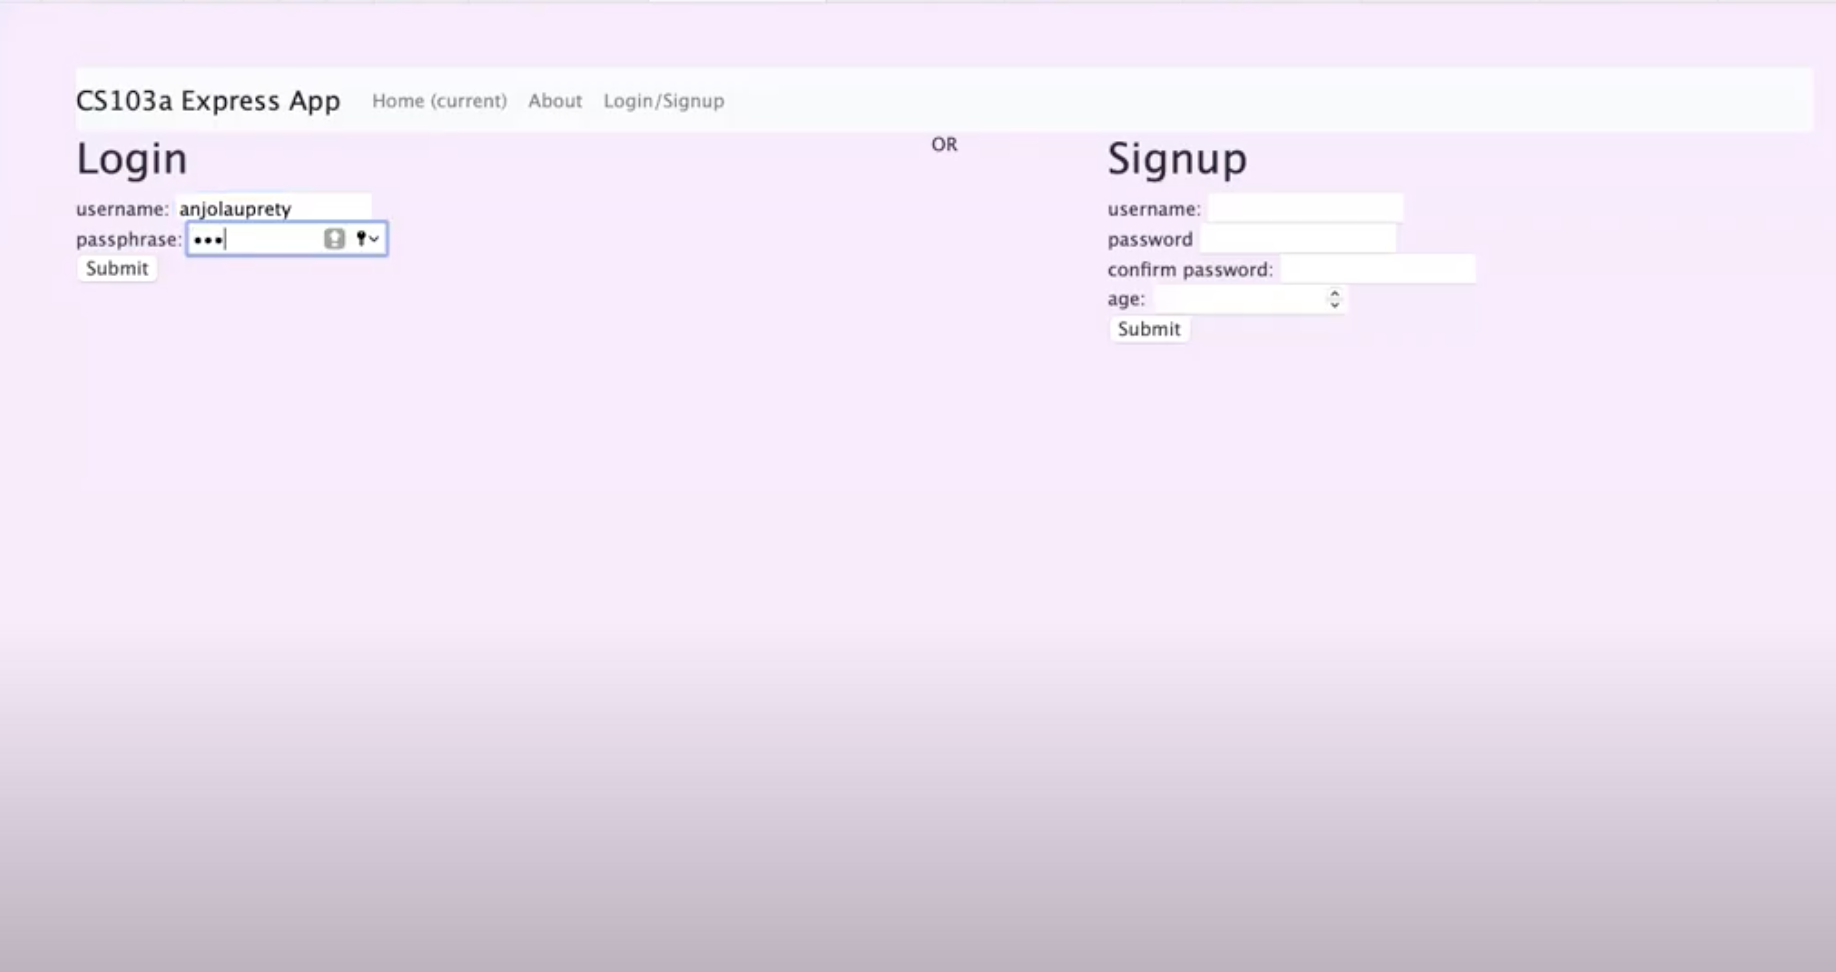 CS103a Express App Home (current) About Login/Signup
Login
username: anjolauprety
passphrase: •••
Submit
OR
Signup
username:
password
confirm password:
age:
Submit